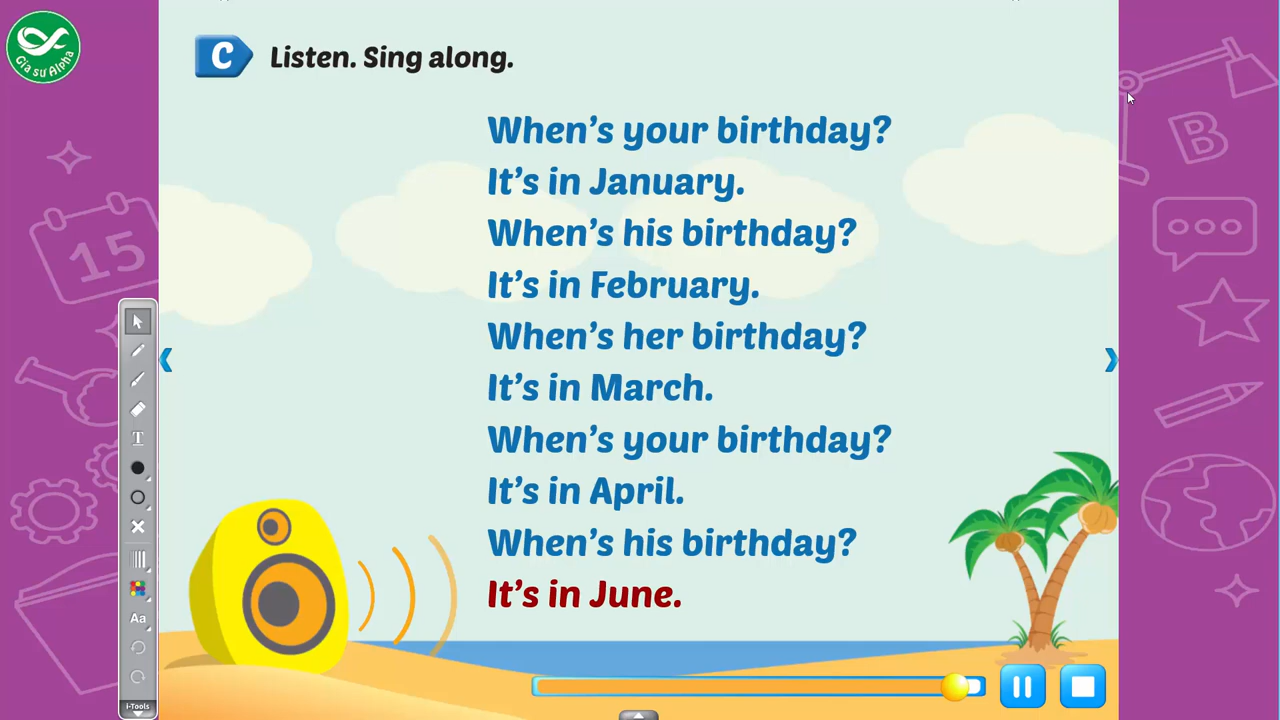 Gia sư Alpha
C Listen. Sing along.
When's your birthday?
It's in January.
When's his birthday?
It's in February.
When's her birthday?
It's in March.
When's your birthday?
It's in April.
When's his birthday?
It's in June.
15
B
T
Aa
i-Tools